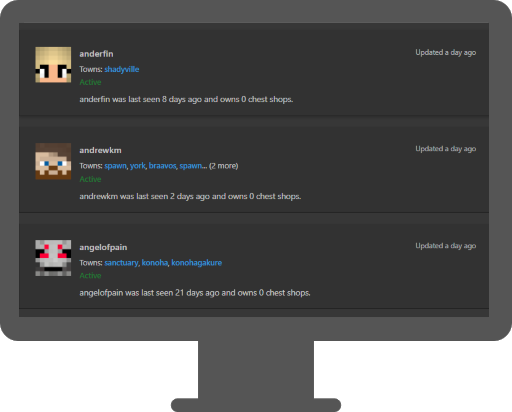 anderfin
Updated a day ago
Towns: shadyville
Active
anderfin was last seen 8 days ago and owns 0 chest shops.
andrewkm
Updated a day ago
Towns: spawn, york, braavos, spawn... (2 more)
Active
andrewkm was last seen 2 days ago and owns 0 chest shops.
angelofpain
Updated a day ago
Towns: sanctuary, konoha, konohagakure
Active
angelofpain was last seen 21 days ago and owns 0 chest shops.